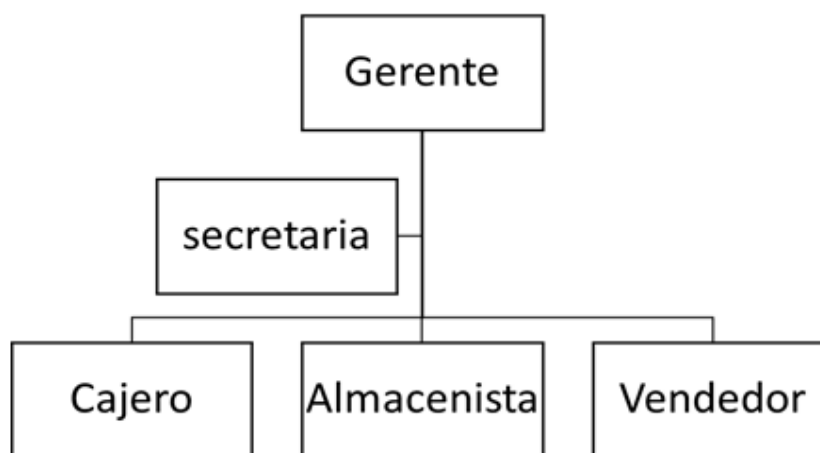 Gerente
secretaria
Cajero
Almacenista
Vendedor